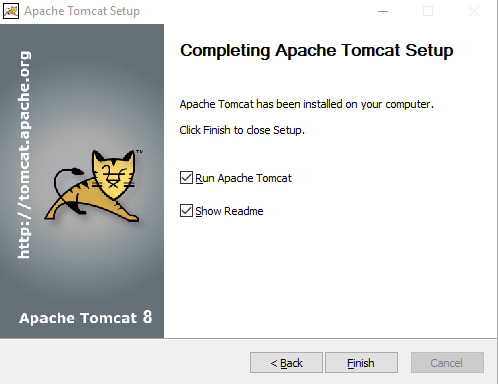 Apache Tomcat Setup
Completing Apache Tomcat Setup
Apache Tomcat has been installed on your computer.
Click Finish to close Setup.
Run Apache Tomcat
Show Readme
http://tomcat.apache.org
TM
Apache Tomcat 8
< Back
Finish
Cancel